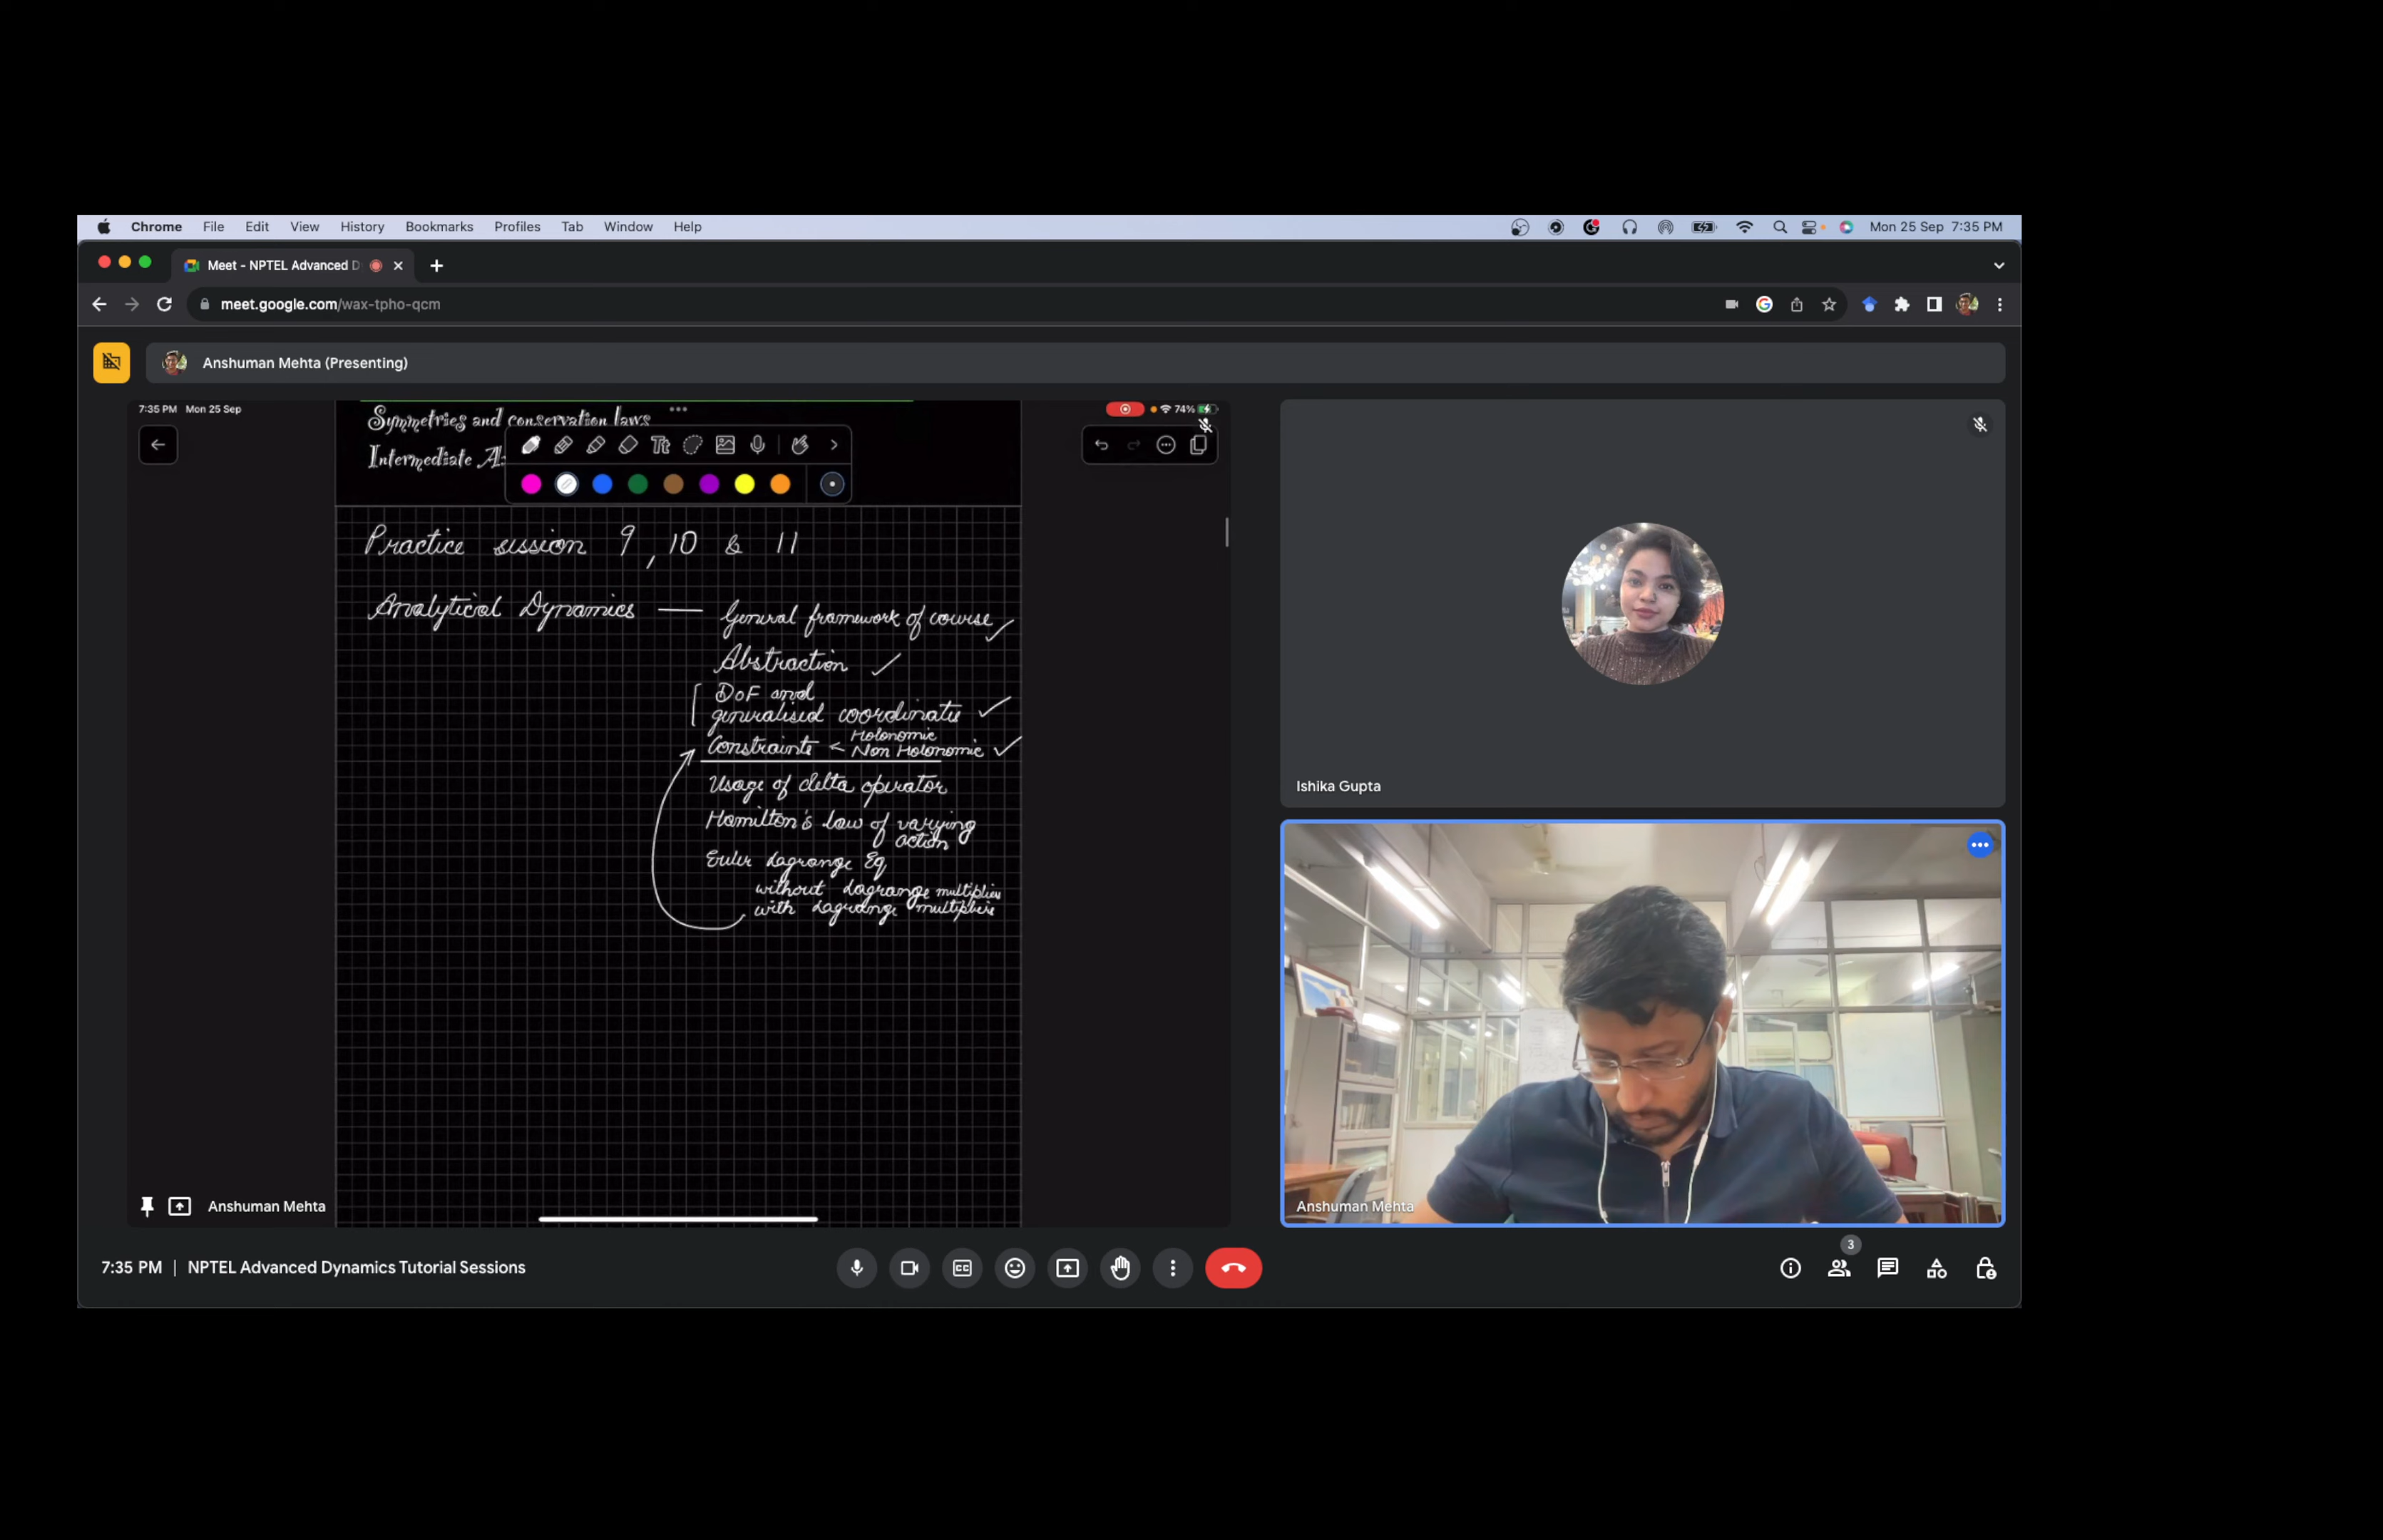 Chrome File Edit View History Bookmarks Profiles Tab Window Help Mon 25 Sep 7:35 PM
Meet - NPTEL Advanced D
meet.google.com/wax-tpho-qcm
Anshuman Mehta (Presenting)
7:35 PM Mon 25 Sep
74%
Symmetries and conservation laws
Intermediate
Practice session 9, 10 & 11
Analytical Dynamics — General framework of course ✓
Abstraction ✓
DoF and
generalised coordinates ✓
Holonomic
Constraints < Non Holonomic ✓
Usage of delta operator
Hamilton's law of varying
action
Euler Lagrange Eq
without Lagrange multipliers
with Lagrange multipliers
Anshuman Mehta
Ishika Gupta
Anshuman Mehta
7:35 PM | NPTEL Advanced Dynamics Tutorial Sessions
CC
3